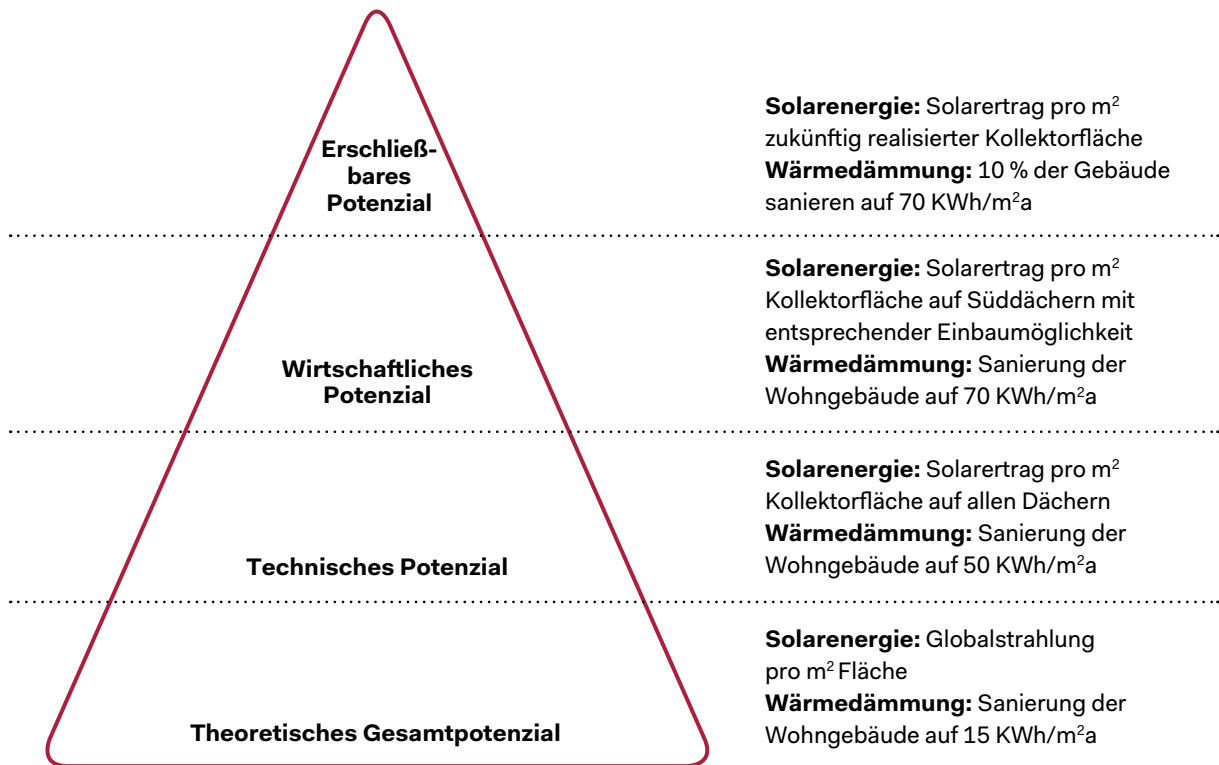 Erschließ-
bares
Potenzial
Solarenergie: Solarertrag pro m²
zukünftig realisierter Kollektorfläche
Wärmedämmung: 10 % der Gebäude
sanieren auf 70 KWh/m²a
Wirtschaftliches
Potenzial
Solarenergie: Solarertrag pro m²
Kollektorfläche auf Süddächern mit
entsprechender Einbaumöglichkeit
Wärmedämmung: Sanierung der
Wohngebäude auf 70 KWh/m²a
Technisches Potenzial
Solarenergie: Solarertrag pro m²
Kollektorfläche auf allen Dächern
Wärmedämmung: Sanierung der
Wohngebäude auf 50 KWh/m²a
Theoretisches Gesamtpotenzial
Solarenergie: Globalstrahlung
pro m² Fläche
Wärmedämmung: Sanierung der
Wohngebäude auf 15 KWh/m²a